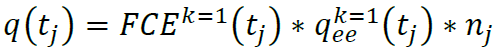 q(t_j) = FCE^{k=1}(t_j) * q_{ee}^{k=1}(t_j) * n_j